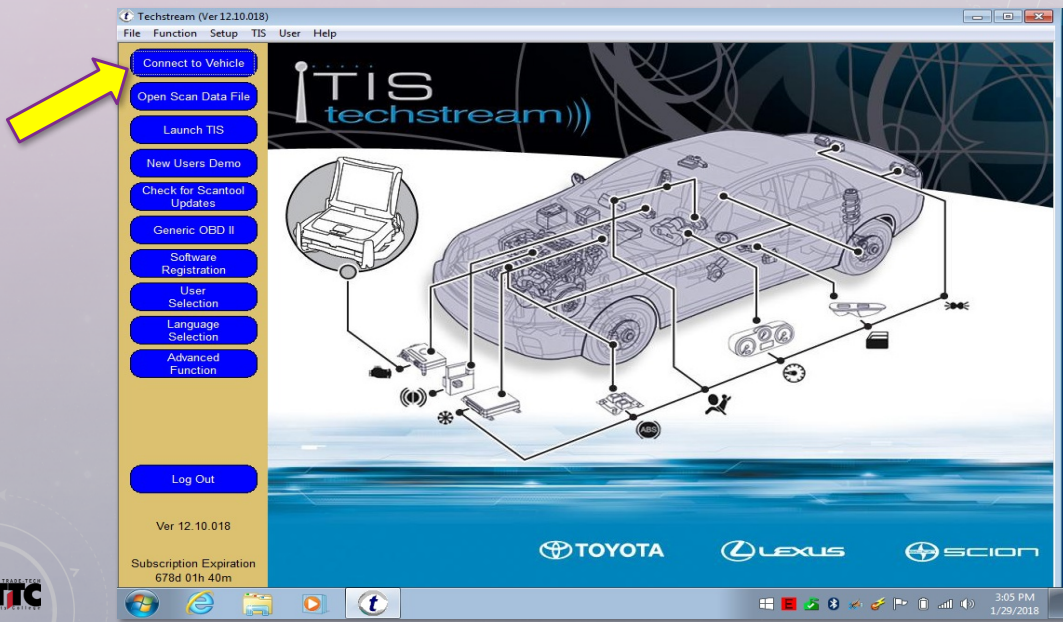 Techstream (Ver 12.10.018)
File Function Setup TIS User Help
Connect to Vehicle
Open Scan Data File
Launch TIS
New Users Demo
Check for Scantool
Updates
Generic OBD II
Software
Registration
User
Selection
Language
Selection
Advanced
Function
Log Out
Ver 12.10.018
Subscription Expiration
678d 01h 40m
TIS
techstream
ABS
TOYOTA
LEXUS
SCION
TRADE-TECH
TTC
3:05 PM
1/29/2018